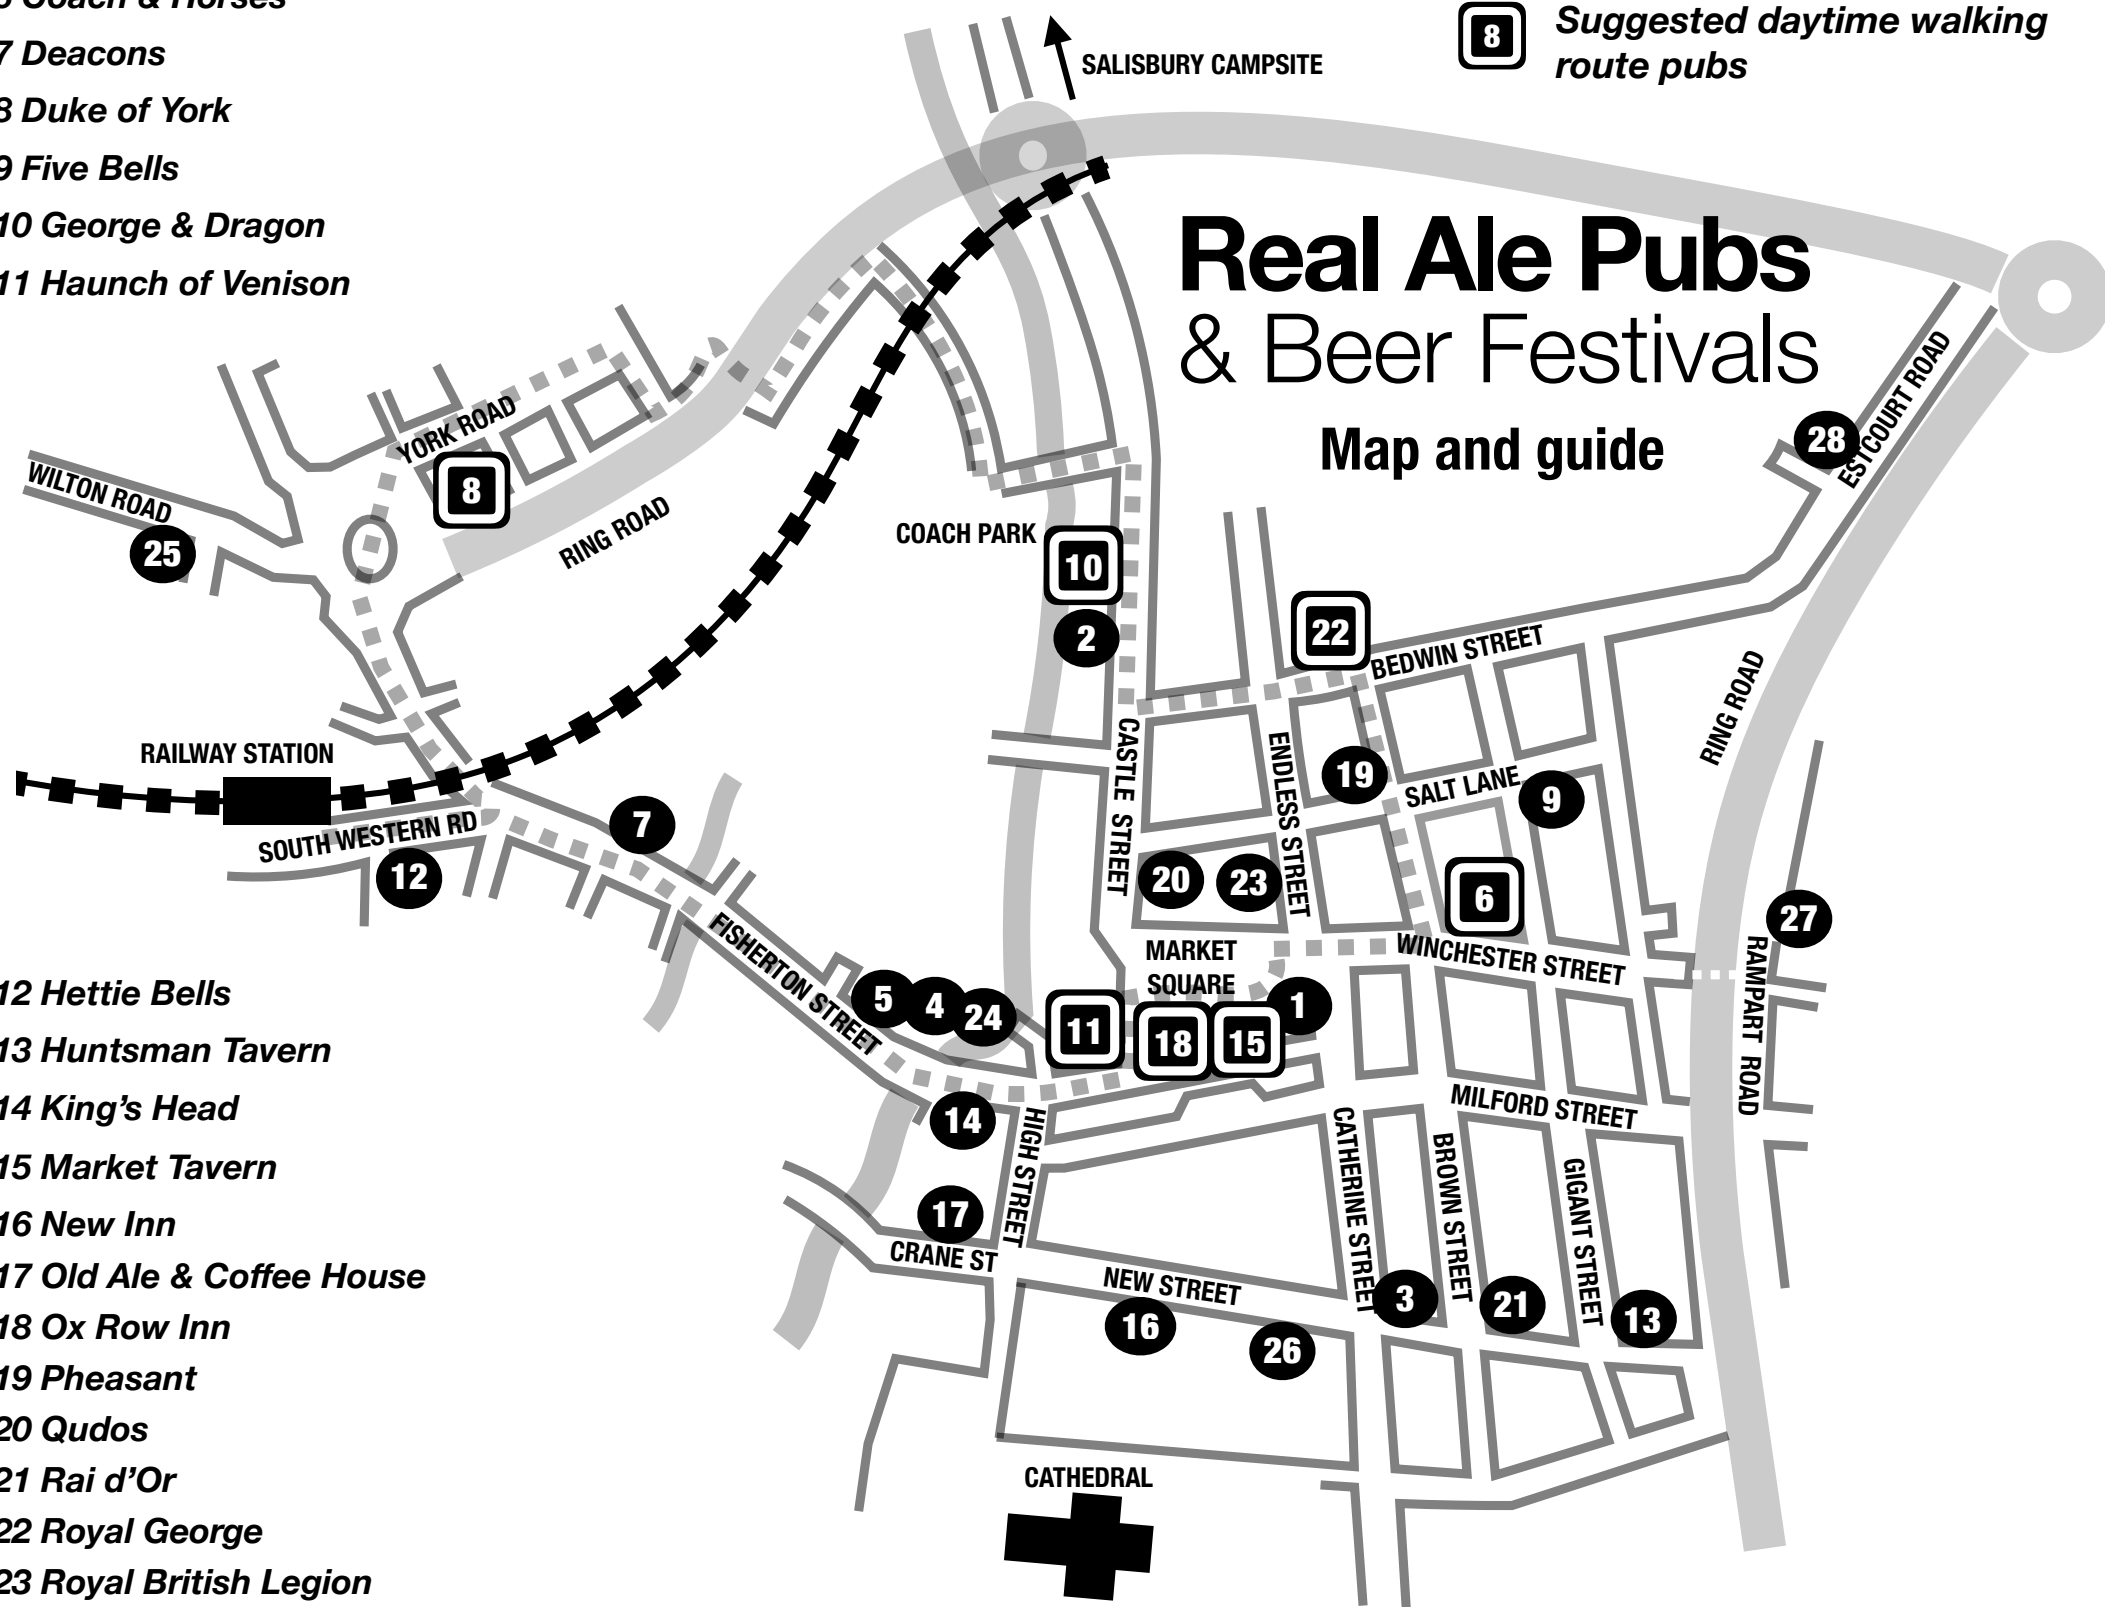 6 Coach & Horses
7 Deacons
8 Duke of York
9 Five Bells
10 George & Dragon
11 Haunch of Venison
8
Suggested daytime walking
route pubs
SALISBURY CAMPSITE
Real Ale Pubs
& Beer Festivals
Map and guide
YORK ROAD
WILTON ROAD
8
25
RING ROAD
COACH PARK
10
2
22
BEDWIN STREET
28
ESTCOURT ROAD
RING ROAD
RAILWAY STATION
SOUTH WESTERN RD
12
7
CASTLE STREET
ENDLESS STREET
19
SALT LANE
9
20
23
6
27
FISHERTON STREET
MARKET
SQUARE
WINCHESTER STREET
RAMPART ROAD
5
4
24
11
18
15
1
14
HIGH STREET
MILFORD STREET
CATHERINE STREET
BROWN STREET
GIGANT STREET
17
CRANE ST
NEW STREET
16
26
3
21
13
CATHEDRAL
12 Hettie Bells
13 Huntsman Tavern
14 King's Head
15 Market Tavern
16 New Inn
17 Old Ale & Coffee House
18 Ox Row Inn
19 Pheasant
20 Qudos
21 Rai d'Or
22 Royal George
23 Royal British Legion